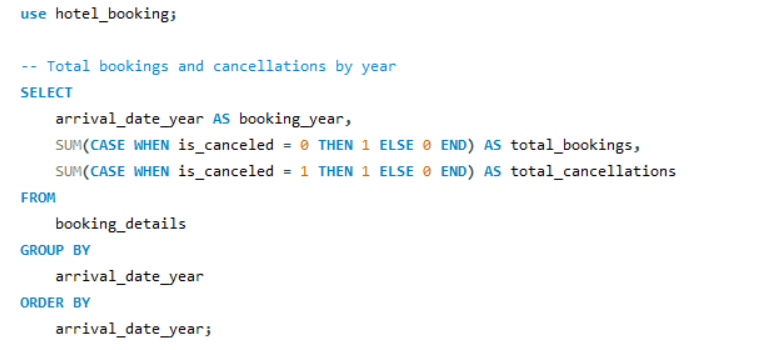 use hotel_booking;
-- Total bookings and cancellations by year
SELECT
arrival_date_year AS booking_year,
SUM(CASE WHEN is_canceled = 0 THEN 1 ELSE 0 END) AS total_bookings,
SUM(CASE WHEN is_canceled = 1 THEN 1 ELSE 0 END) AS total_cancellations
FROM
booking_details
GROUP BY
arrival_date_year
ORDER BY
arrival_date_year;